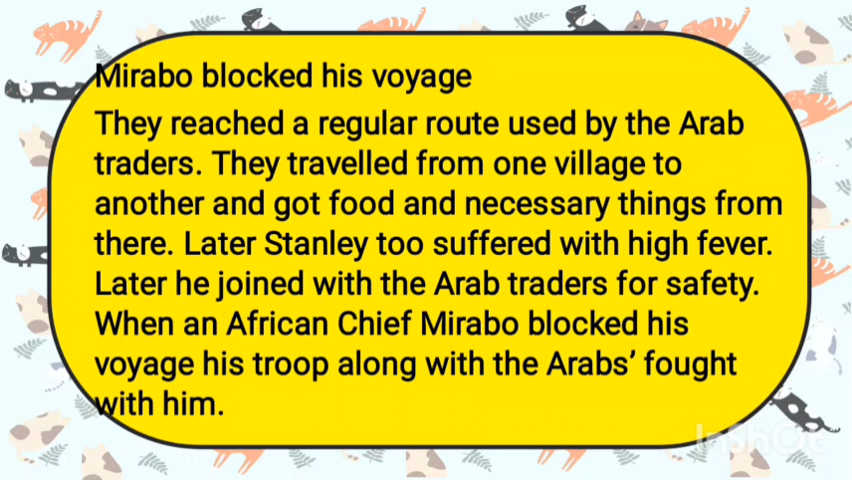 Mirabo blocked his voyage
They reached a regular route used by the Arab
traders. They travelled from one village to
another and got food and necessary things from
there. Later Stanley too suffered with high fever.
Later he joined with the Arab traders for safety.
When an African Chief Mirabo blocked his
voyage his troop along with the Arabs’ fought
with him.
InShOt